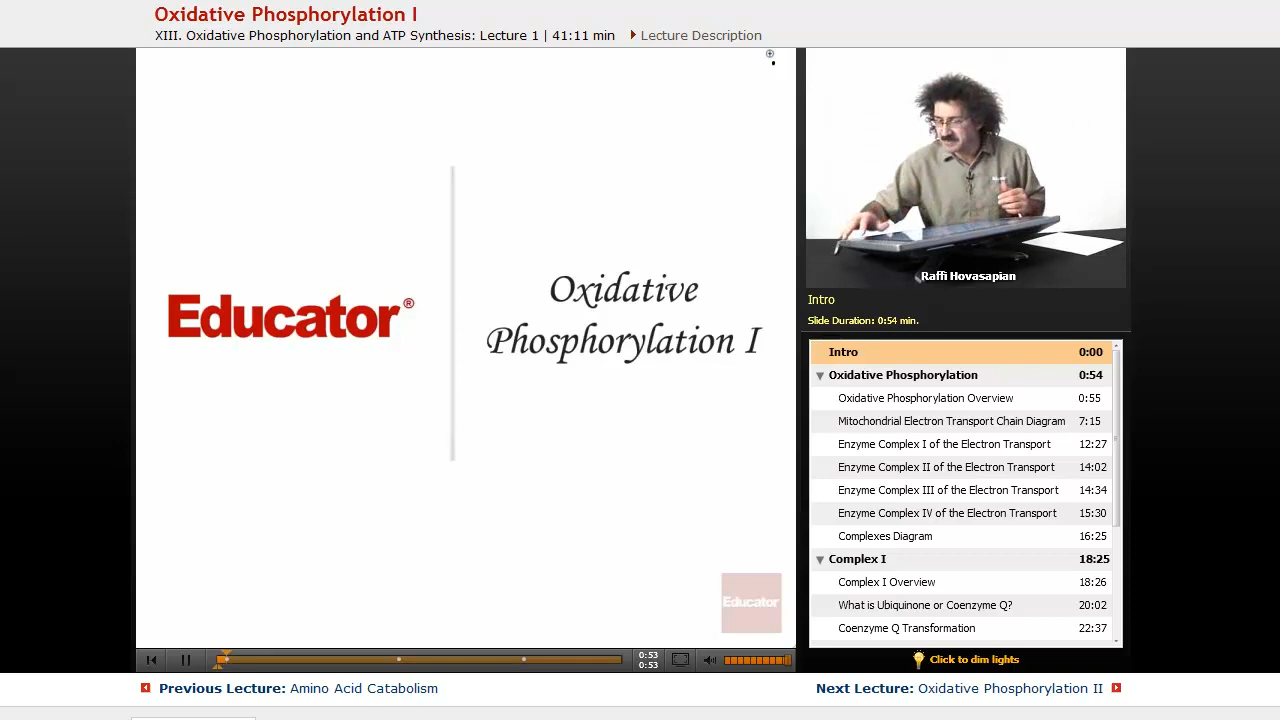 Oxidative Phosphorylation I
XIII. Oxidative Phosphorylation and ATP Synthesis: Lecture 1 | 41:11 min Lecture Description
Educator®
Oxidative
Phosphorylation I
Educator
Raffi Hovasapian
Intro
Slide Duration: 0:54 min.
Intro 0:00
Oxidative Phosphorylation 0:54
Oxidative Phosphorylation Overview 0:55
Mitochondrial Electron Transport Chain Diagram 7:15
Enzyme Complex I of the Electron Transport 12:27
Enzyme Complex II of the Electron Transport 14:02
Enzyme Complex III of the Electron Transport 14:34
Enzyme Complex IV of the Electron Transport 15:30
Complexes Diagram 16:25
Complex I 18:25
Complex I Overview 18:26
What is Ubiquinone or Coenzyme Q? 20:02
Coenzyme Q Transformation 22:37
0:53
0:53
Click to dim lights
Previous Lecture: Amino Acid Catabolism
Next Lecture: Oxidative Phosphorylation II